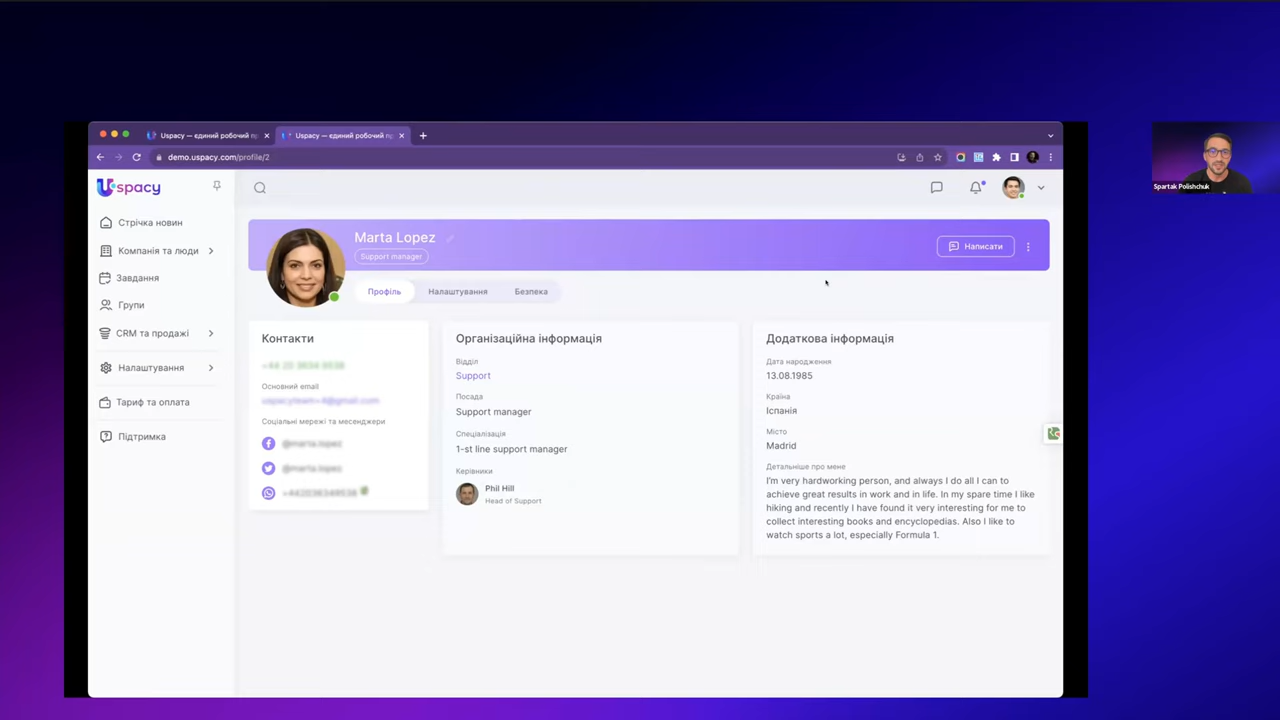 Uspacy — єдиний робочий пр
Uspacy — єдиний робочий пр
demo.uspacy.com/profile/2
Uspacy
Стрічка новин
Компанія та люди
Завдання
Групи
CRM та продажі
Налаштування
Тариф та оплата
Підтримка
Marta Lopez
Support manager
Написати
Профіль
Налаштування
Безпека
Контакти
Основний email
Соціальні мережі та месенджери
Організаційна інформація
Відділ
Support
Посада
Support manager
Спеціалізація
1-st line support manager
Керівники
Phil Hill
Head of Support
Додаткова інформація
Дата народження
13.08.1985
Країна
Іспанія
Місто
Madrid
Детальніше про мене
I'm very hardworking person, and always I do all I can to
achieve great results in work and in life. In my spare time I like
hiking and recently I have found it very interesting for me to
collect interesting books and encyclopedias. Also I like to
watch sports a lot, especially Formula 1.
Spartak Polishchuk